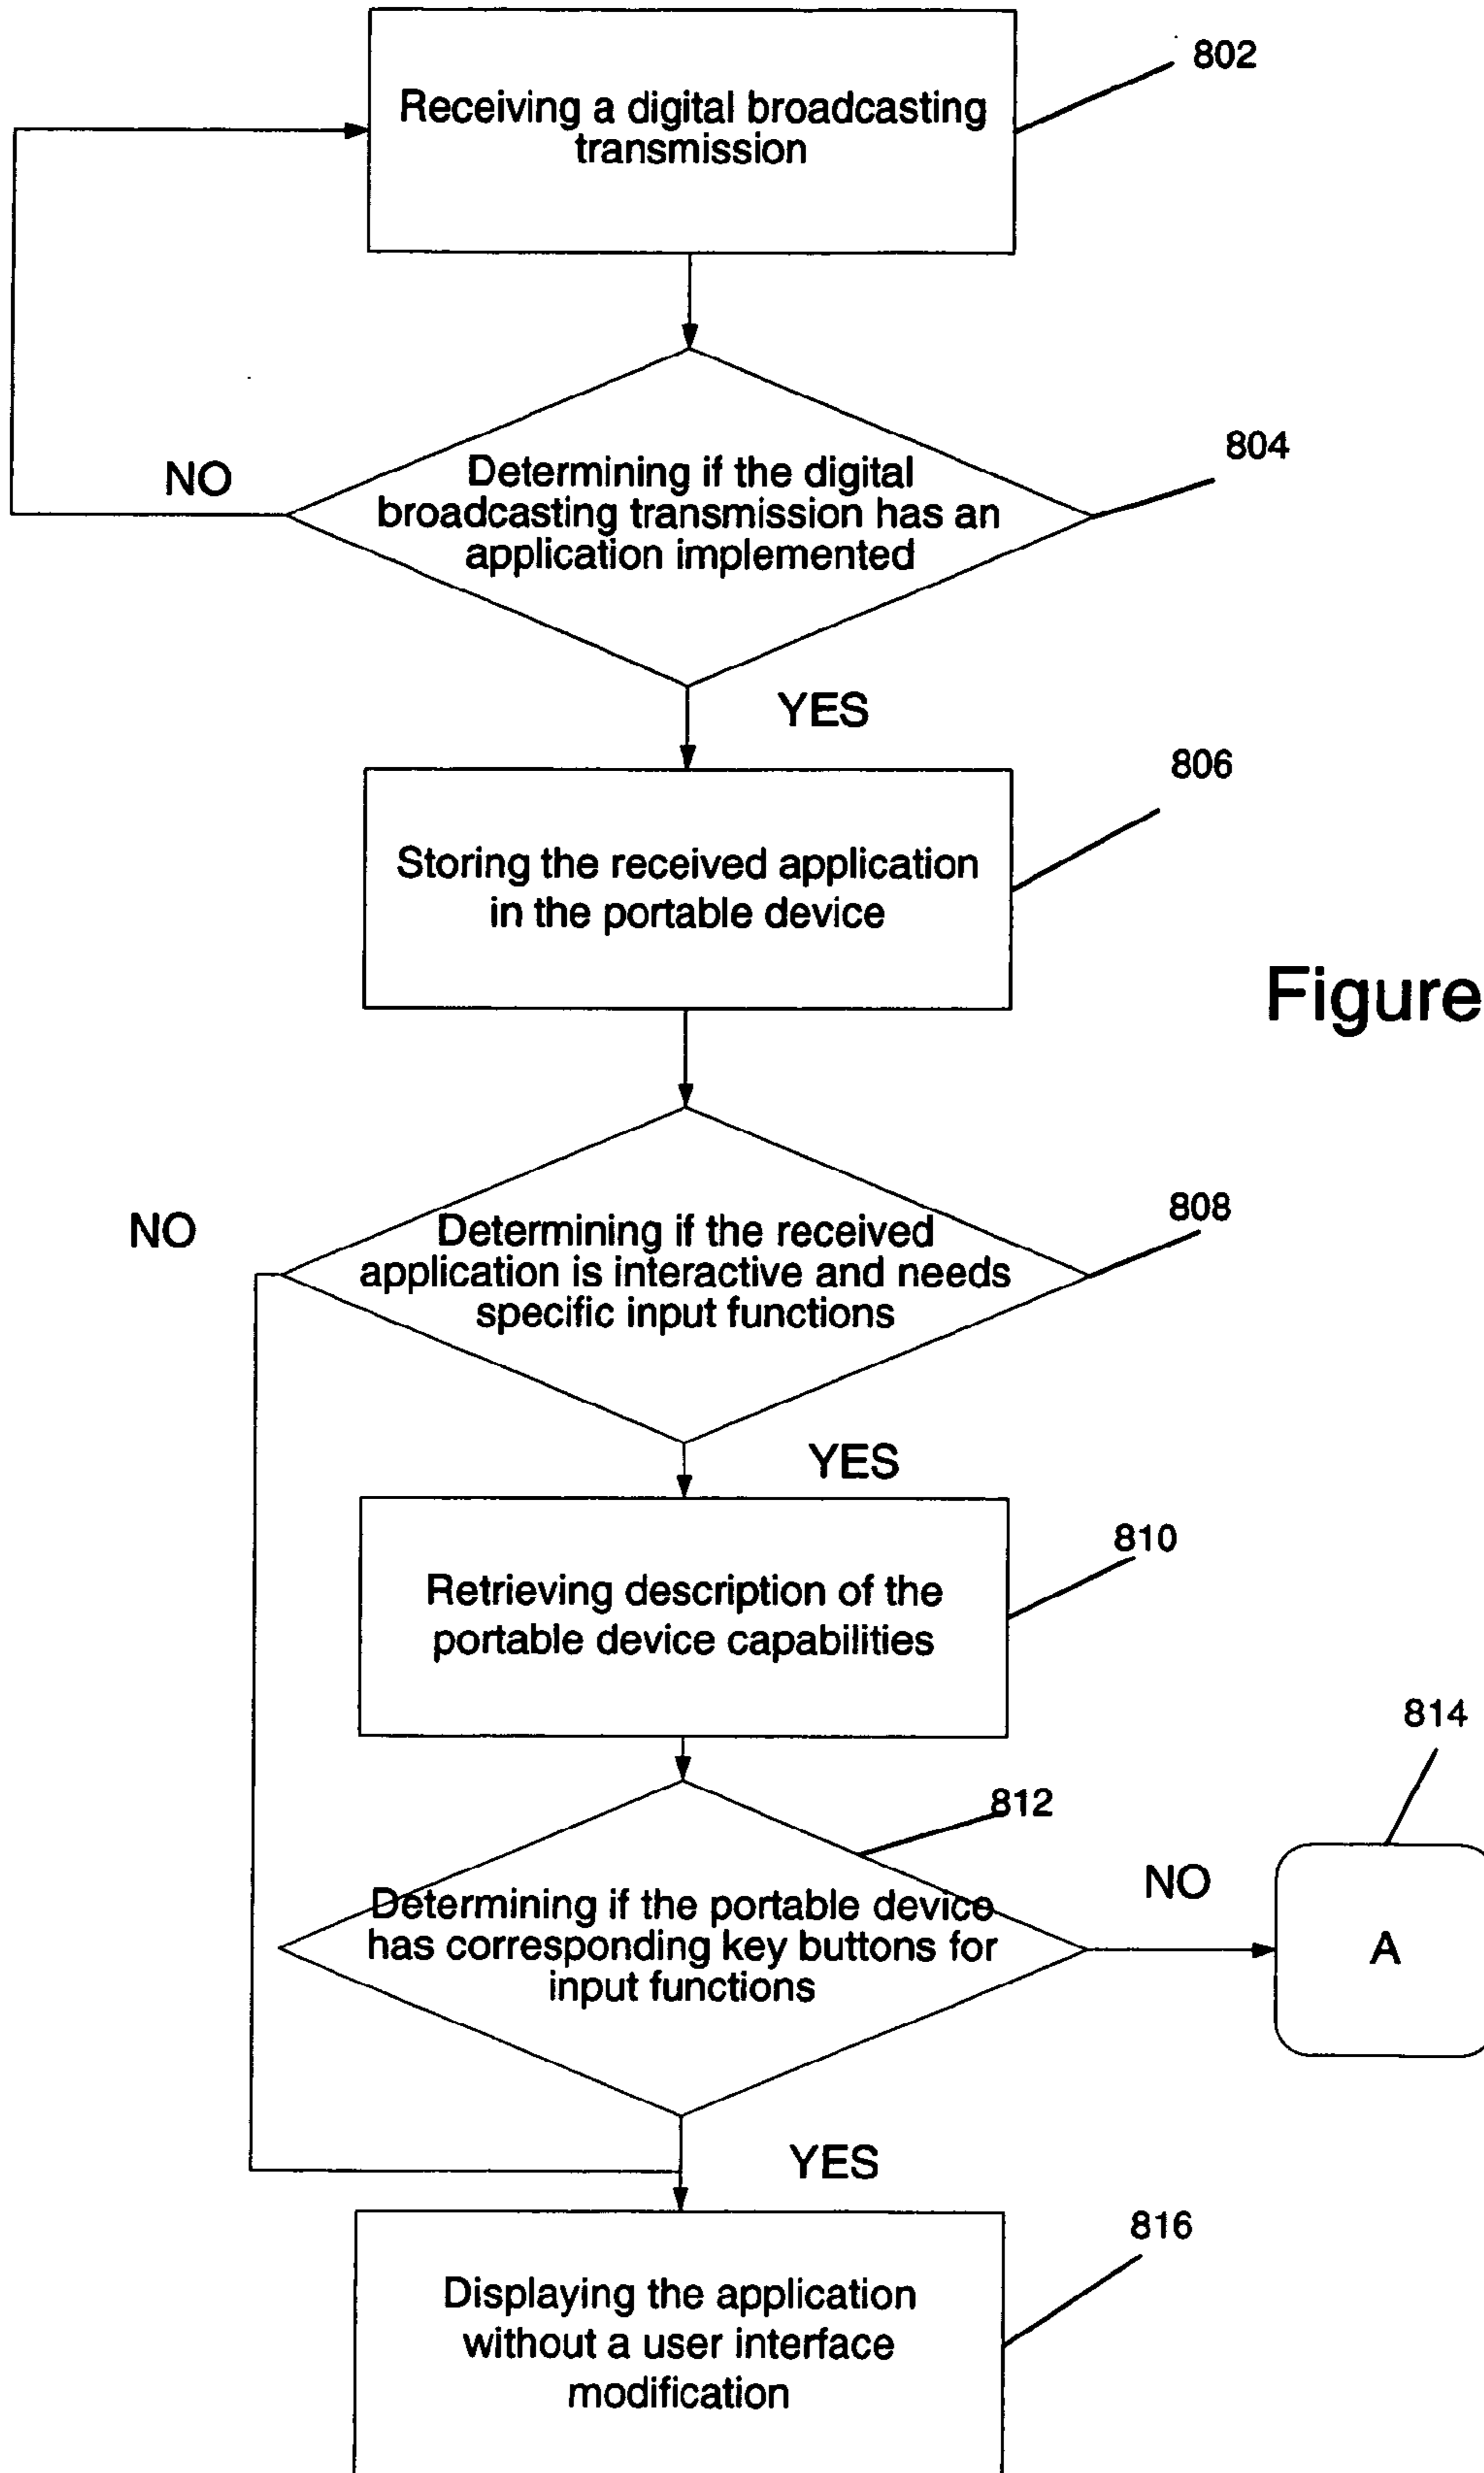 802
Receiving a digital broadcasting
transmission
804
NO
Determining if the digital
broadcasting transmission has an
application implemented
YES
806
Storing the received application
in the portable device
Figure
808
NO
Determining if the received
application is interactive and needs
specific input functions
YES
810
Retrieving description of the
portable device capabilities
814
812
NO
Determining if the portable device
has corresponding key buttons for
input functions
A
YES
816
Displaying the application
without a user interface
modification